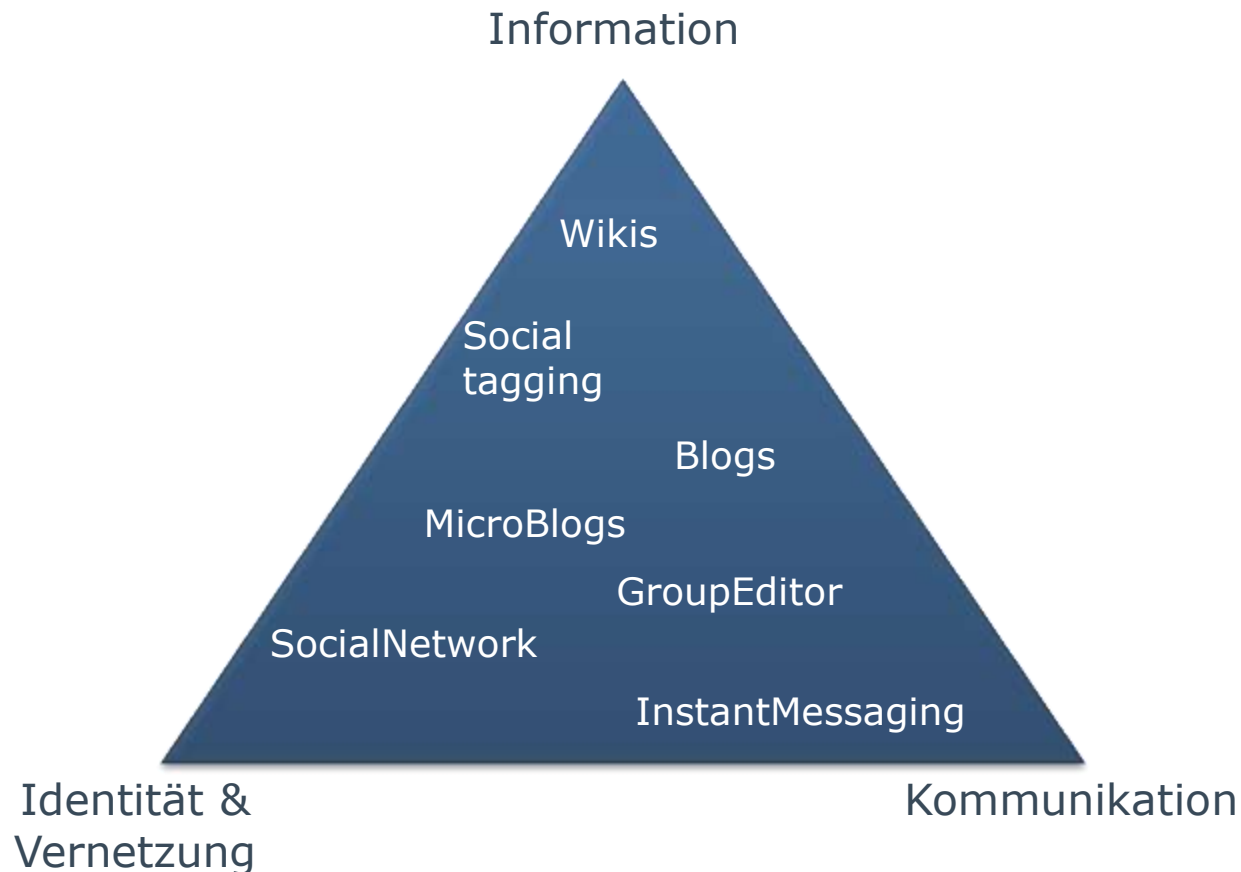 Information
Wikis
Social
tagging
Blogs
MicroBlogs
GroupEditor
SocialNetwork
InstantMessaging
Identität &
Vernetzung
Kommunikation